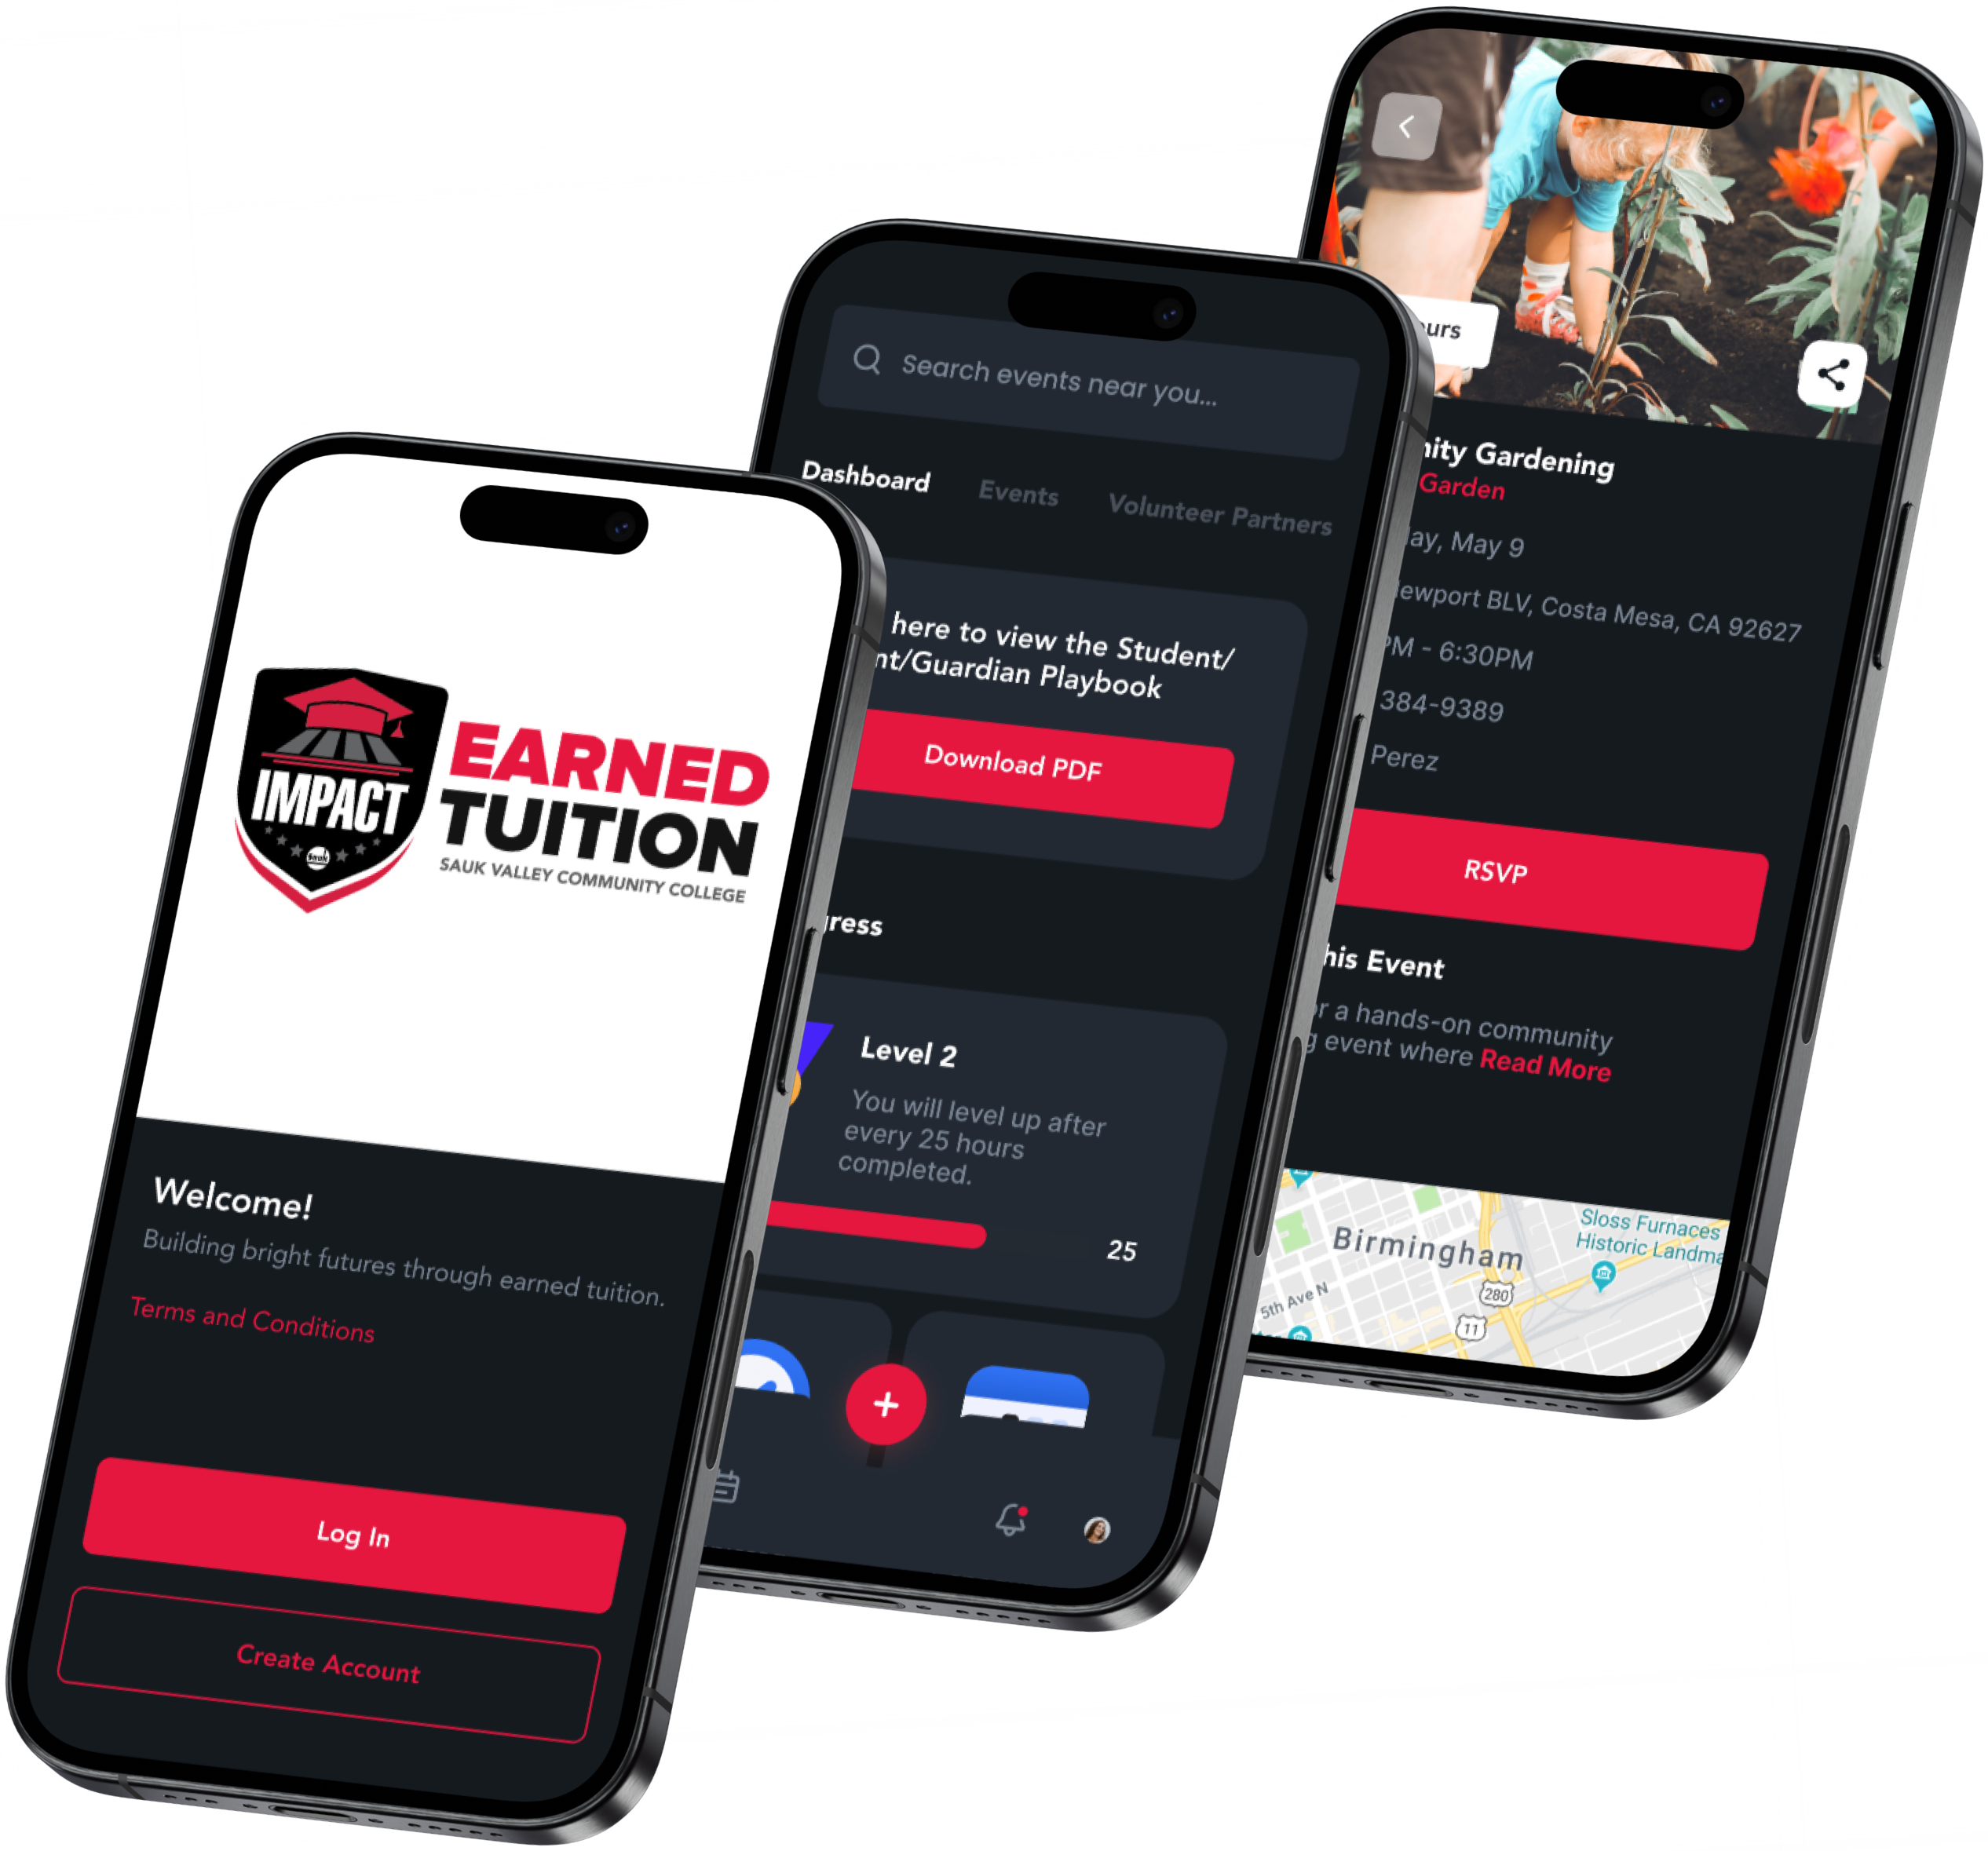 IMPACT
Sauk
EARNED
TUITION
SAUK VALLEY COMMUNITY COLLEGE
Welcome!
Building bright futures through earned tuition.
Terms and Conditions
Log In
Create Account
Search events near you...
Dashboard Events Volunteer Partners
here to view the Student/
nt/Guardian Playbook
Download PDF
ress
Level 2
You will level up after
every 25 hours
completed.
25
urs
nity Gardening
Garden
ay, May 9
ewport BLV, Costa Mesa, CA 92627
PM - 6:30PM
384-9389
Perez
RSVP
his Event
or a hands-on community
g event where Read More
Birmingham
Sloss Furnaces
Historic Landma
5th Ave N
280
11